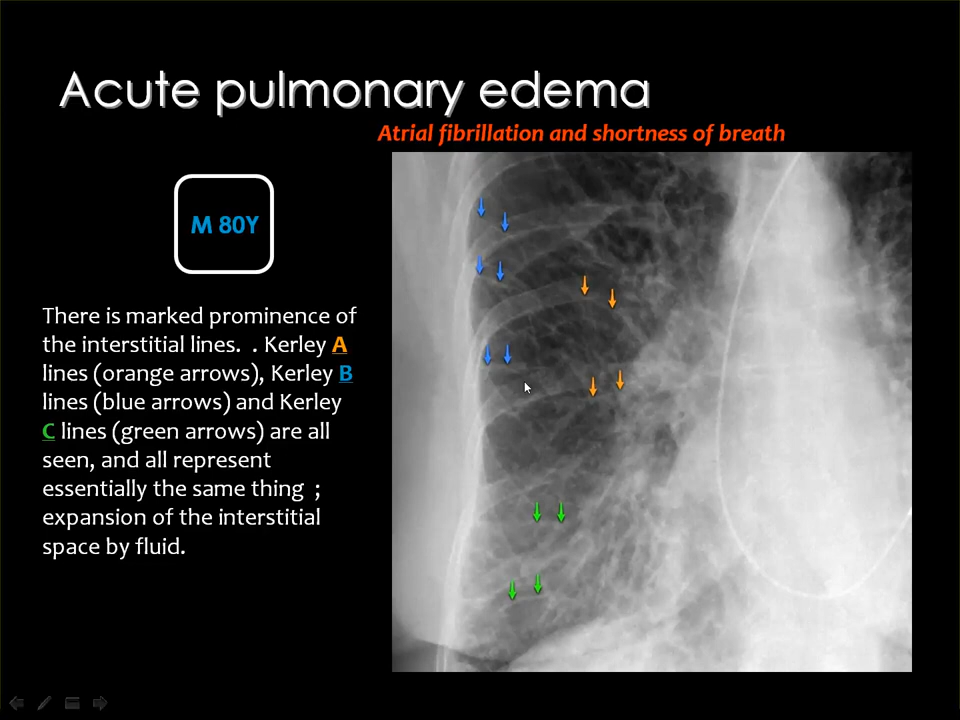 Acute pulmonary edema
Atrial fibrillation and shortness of breath
M 80Y
There is marked prominence of
the interstitial lines.  . Kerley A
lines (orange arrows), Kerley B
lines (blue arrows) and Kerley
C lines (green arrows) are all
seen, and all represent
essentially the same thing  ;
expansion of the interstitial
space by fluid.